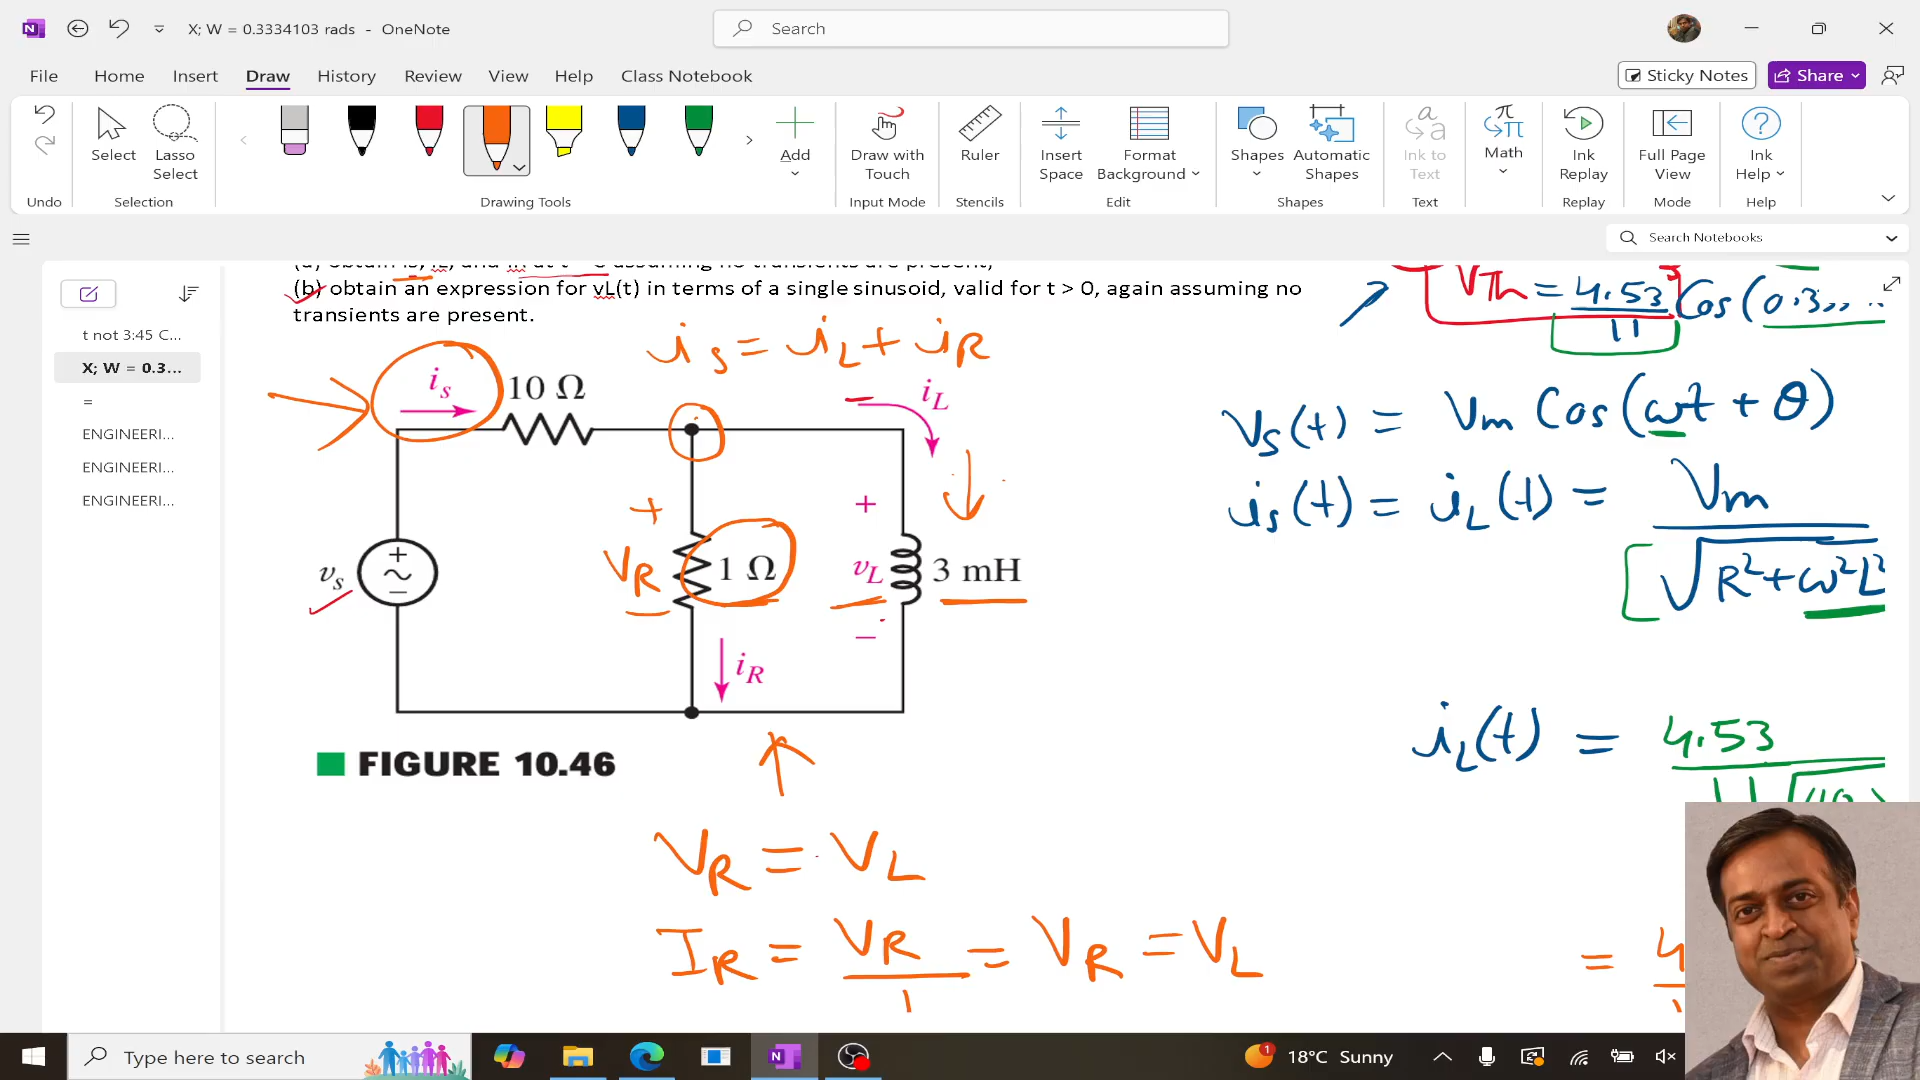 X; W = 0.3334103 rads - OneNote
Search
File Home Insert Draw History Review View Help Class Notebook
Sticky Notes Share
Select
Lasso Select
Add
Draw with Touch
Ruler
Insert Space
Format Background
Shapes
Automatic Shapes
Ink to Text
Math
Ink Replay
Full Page View
Ink Help
Undo Selection Drawing Tools Input Mode Stencils Edit Shapes Text Replay Mode Help
Search Notebooks
t not 3:45 C...
X; W = 0.3...
=
ENGINEERI...
ENGINEERI...
ENGINEERI...
(b) obtain an expression for vL(t) in terms of a single sinusoid, valid for t > 0, again assuming no
transients are present.
is = iL + iR
is 10 Ω iL
+ +
vs + − VR 1 Ω vL 3 mH
−
iR
FIGURE 10.46
VR = VL
IR = VR/1 = VR = VL
VTh = 4.53/11 Cos(0.3
Vs(t) = Vm Cos(ωt + θ)
is(t) = iL(t) = Vm/√R²+ω²L²
iL(t) = 4.53
11
=
Type here to search
1 18°C Sunny